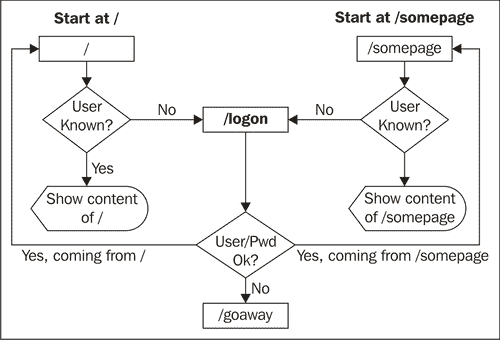 Start at /
Start at /somepage
/
/somepage
User
Known?
No
/logon
No
User
Known?
Yes
Show content
of /
Show content
of /somepage
User/Pwd
Ok?
Yes, coming from /
Yes, coming from /somepage
No
/goaway